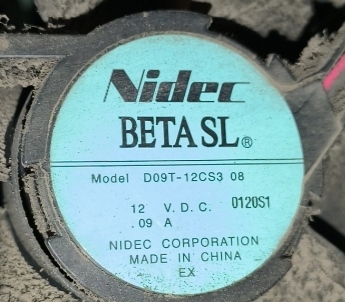 Nidec
BETA SL®
Model D09T-12CS3 08
12 V. D. C. 0120S1
.09 A
NIDEC CORPORATION
MADE IN CHINA
EX